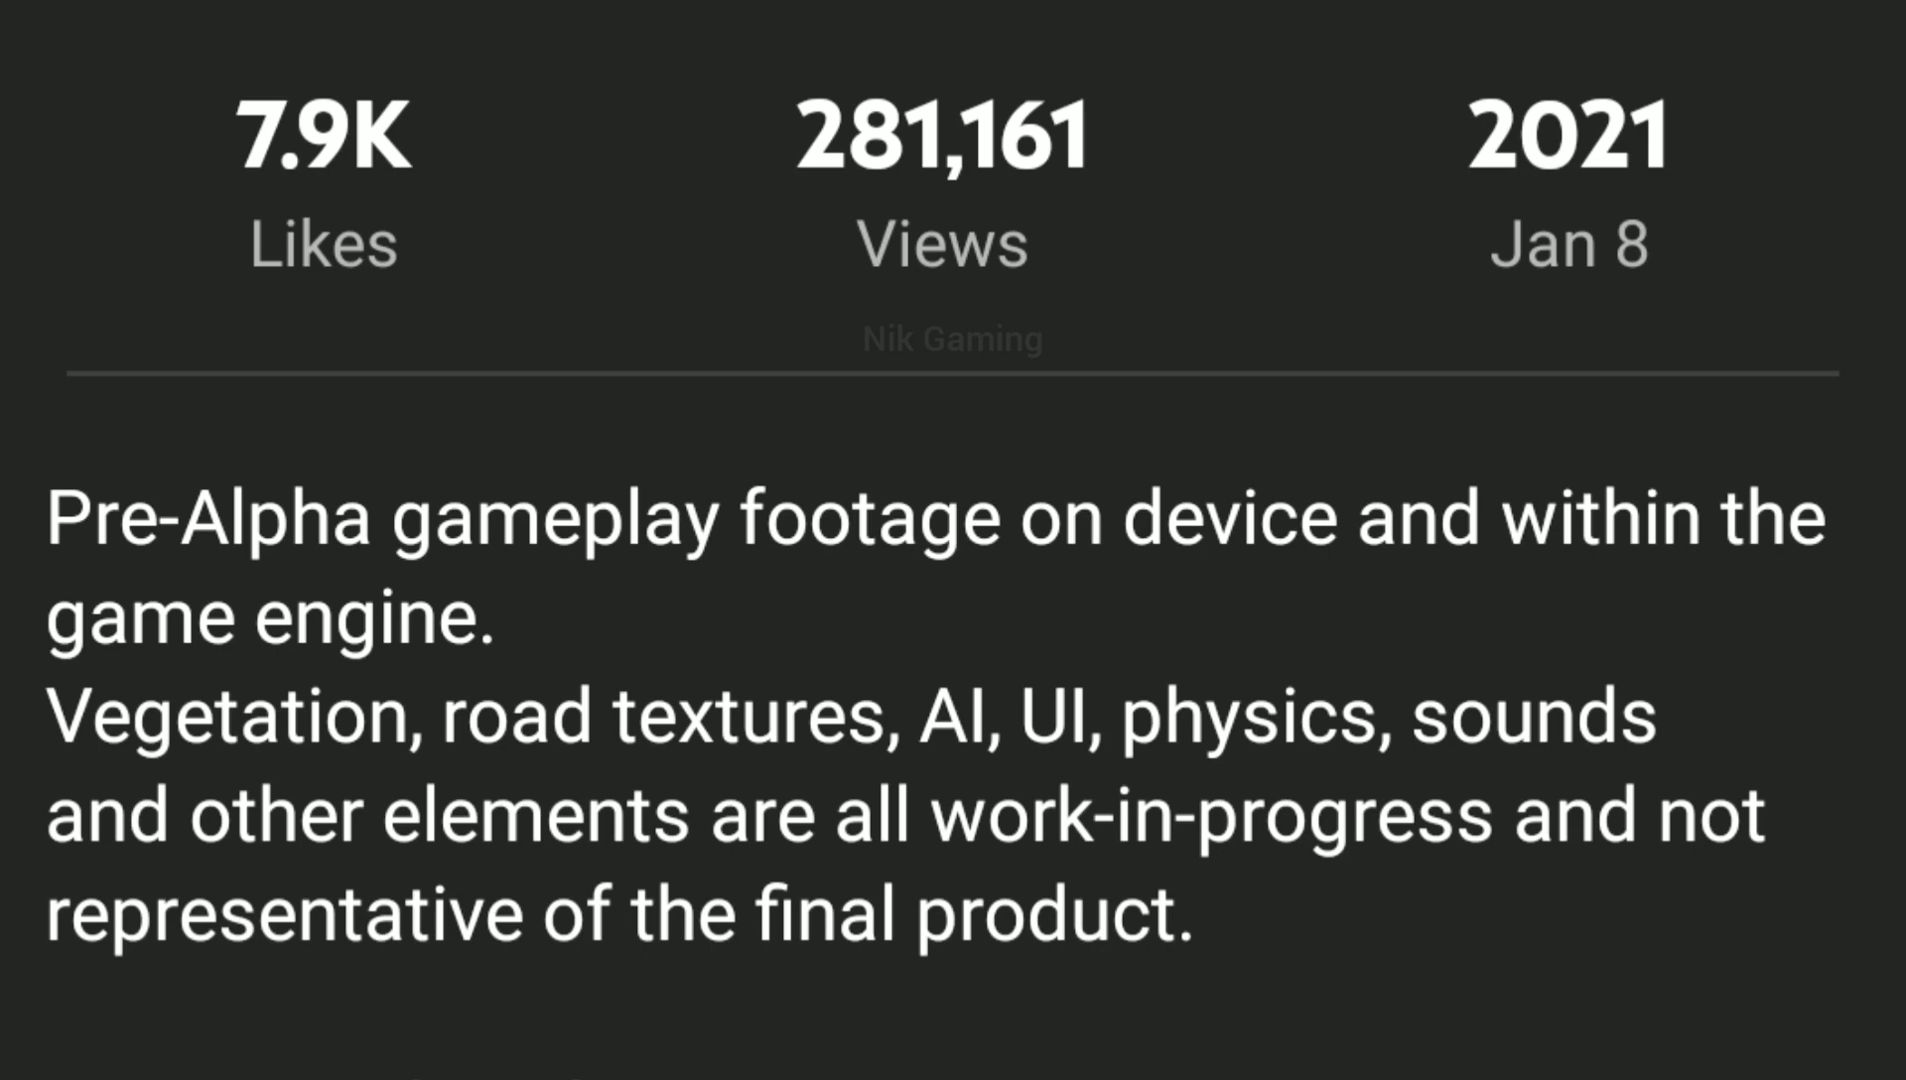 7.9K 281,161 2021
Likes Views Jan 8
Nik Gaming
Pre-Alpha gameplay footage on device and within the
game engine.
Vegetation, road textures, AI, UI, physics, sounds
and other elements are all work-in-progress and not
representative of the final product.